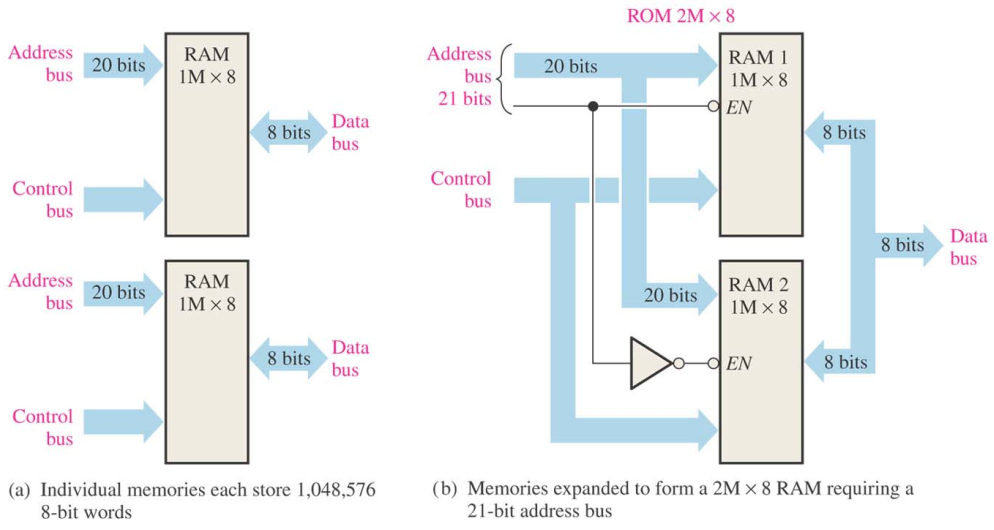 Address
bus
20 bits
RAM
1M × 8
8 bits
Data
bus
Control
bus
Address
bus
20 bits
RAM
1M × 8
8 bits
Data
bus
Control
bus
(a) Individual memories each store 1,048,576
8-bit words
ROM 2M × 8
Address
bus
21 bits
20 bits
RAM 1
1M × 8
EN
8 bits
Control
bus
8 bits
Data
bus
20 bits
RAM 2
1M × 8
EN
8 bits
(b) Memories expanded to form a 2M × 8 RAM requiring a
21-bit address bus